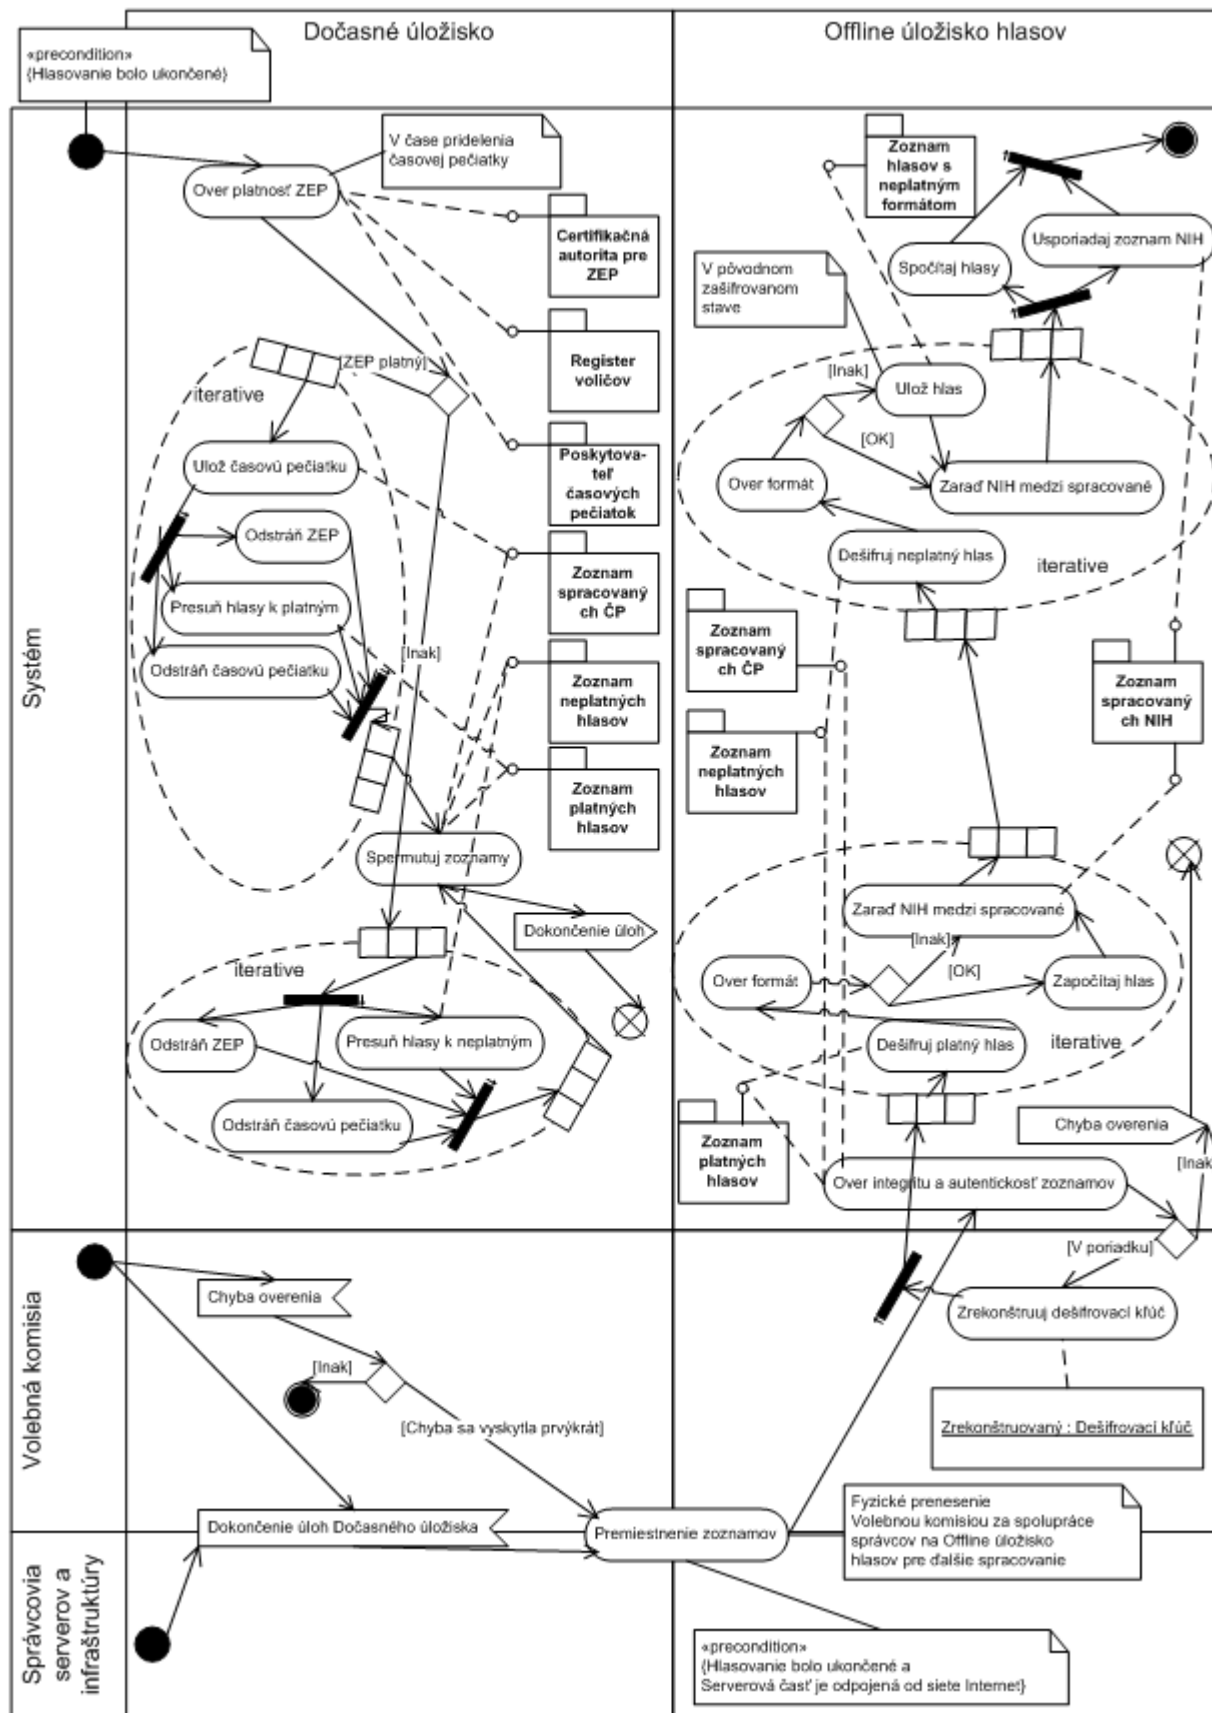 Dočasné úložisko
Offline úložisko hlasov
«precondition»
{Hlasovanie bolo ukončené}
Systém
V čase pridelenia
časovej pečiatky
Over platnosť ZEP
Certifikačná
autorita pre
ZEP
Register
voličov
Poskytova-
teľ
časových
pečiatok
Zoznam
spracovaný
ch ČP
Zoznam
neplatných
hlasov
Zoznam
platných
hlasov
[ZEP platný]
iterative
Ulož časovú pečiatku
Odstráň ZEP
Presuň hlasy k platným
Odstráň časovú pečiatku
[Inak]
Spermutuj zoznamy
Dokončenie úloh
iterative
Odstráň ZEP
Presuň hlasy k neplatným
Odstráň časovú pečiatku
Zoznam
hlasov s
neplatným
formátom
Usporiadaj zoznam NIH
Spočítaj hlasy
V pôvodnom
zašifrovanom
stave
[Inak]
Ulož hlas
[OK]
Over formát
Zaraď NIH medzi spracované
Dešifruj neplatný hlas
iterative
Zoznam
spracovaný
ch ČP
Zoznam
neplatných
hlasov
Zoznam
spracovaný
ch NIH
Zaraď NIH medzi spracované
[Inak]
[OK]
Over formát
Započítaj hlas
Dešifruj platný hlas
iterative
Zoznam
platných
hlasov
Chyba overenia
[Inak]
Over integritu a autentickosť zoznamov
Volebná komisia
[V poriadku]
Zrekonštruuj dešifrovací kľúč
Zrekonštruovaný : Dešifrovací kľúč
Chyba overenia
[Inak]
[Chyba sa vyskytla prvýkrát]
Dokončenie úloh Dočasného úložiska
Premiestnenie zoznamov
Fyzické prenesenie
Volebnou komisiou za spolupráce
správcov na Offline úložisko
hlasov pre ďalšie spracovanie
Správcovia
serverov a
infraštruktúry
«precondition»
{Hlasovanie bolo ukončené a
Serverová časť je odpojená od siete Internet}